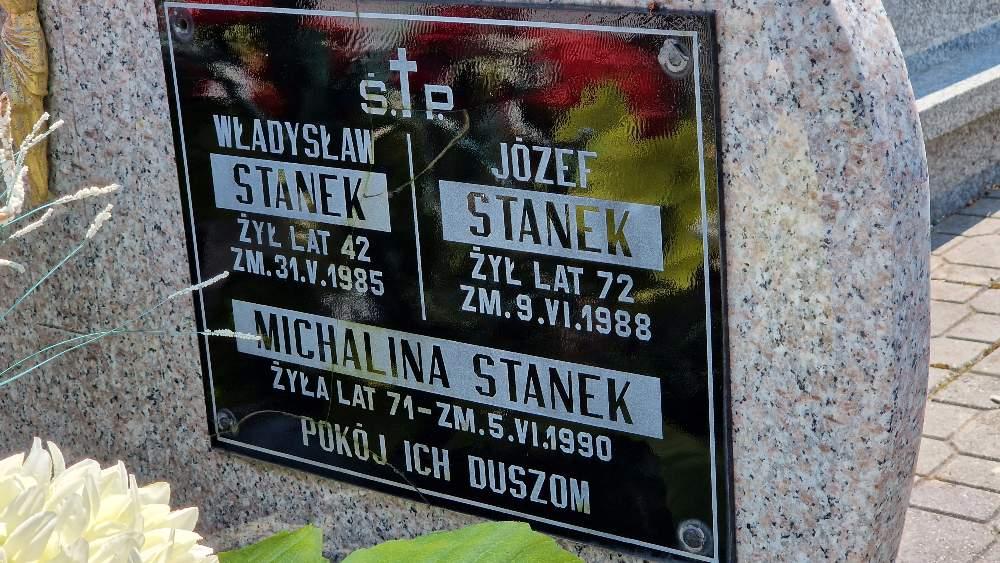 Ś.†P.
WŁADYSŁAW
STANEK
ŻYŁ LAT 42
ZM. 31.V.1985
JÓZEF
STANEK
ŻYŁ LAT 72
ZM. 9.VI.1988
MICHALINA STANEK
ŻYŁA LAT 71-ZM.5.VI.1990
POKÓJ ICH DUSZOM